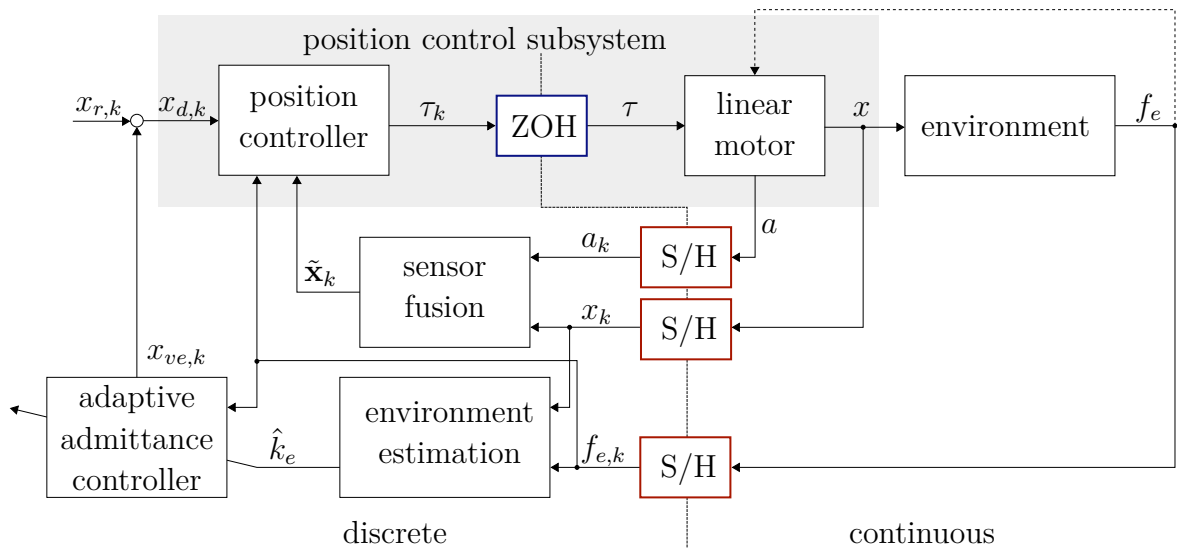 position control subsystem
x_{r,k}
x_{d,k}
position
controller
τ_k
ZOH
τ
linear
motor
x
environment
f_e
a
a_k
S/H
sensor
fusion
x̃_k
x_k
S/H
x_{ve,k}
adaptive
admittance
controller
k̂_e
environment
estimation
f_{e,k}
S/H
discrete
continuous